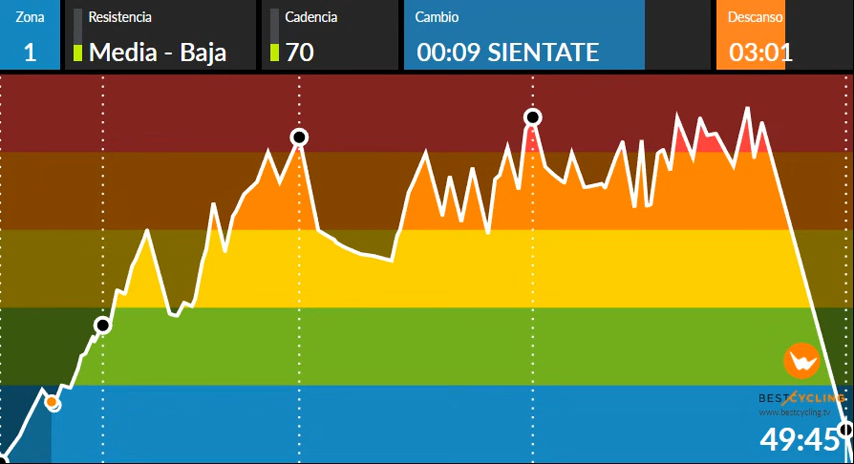 Zona
1
Resistencia
Media - Baja
Cadencia
70
Cambio
00:09 SIENTATE
Descanso
03:01
BESTCYCLING
www.bestcycling.tv
49:45